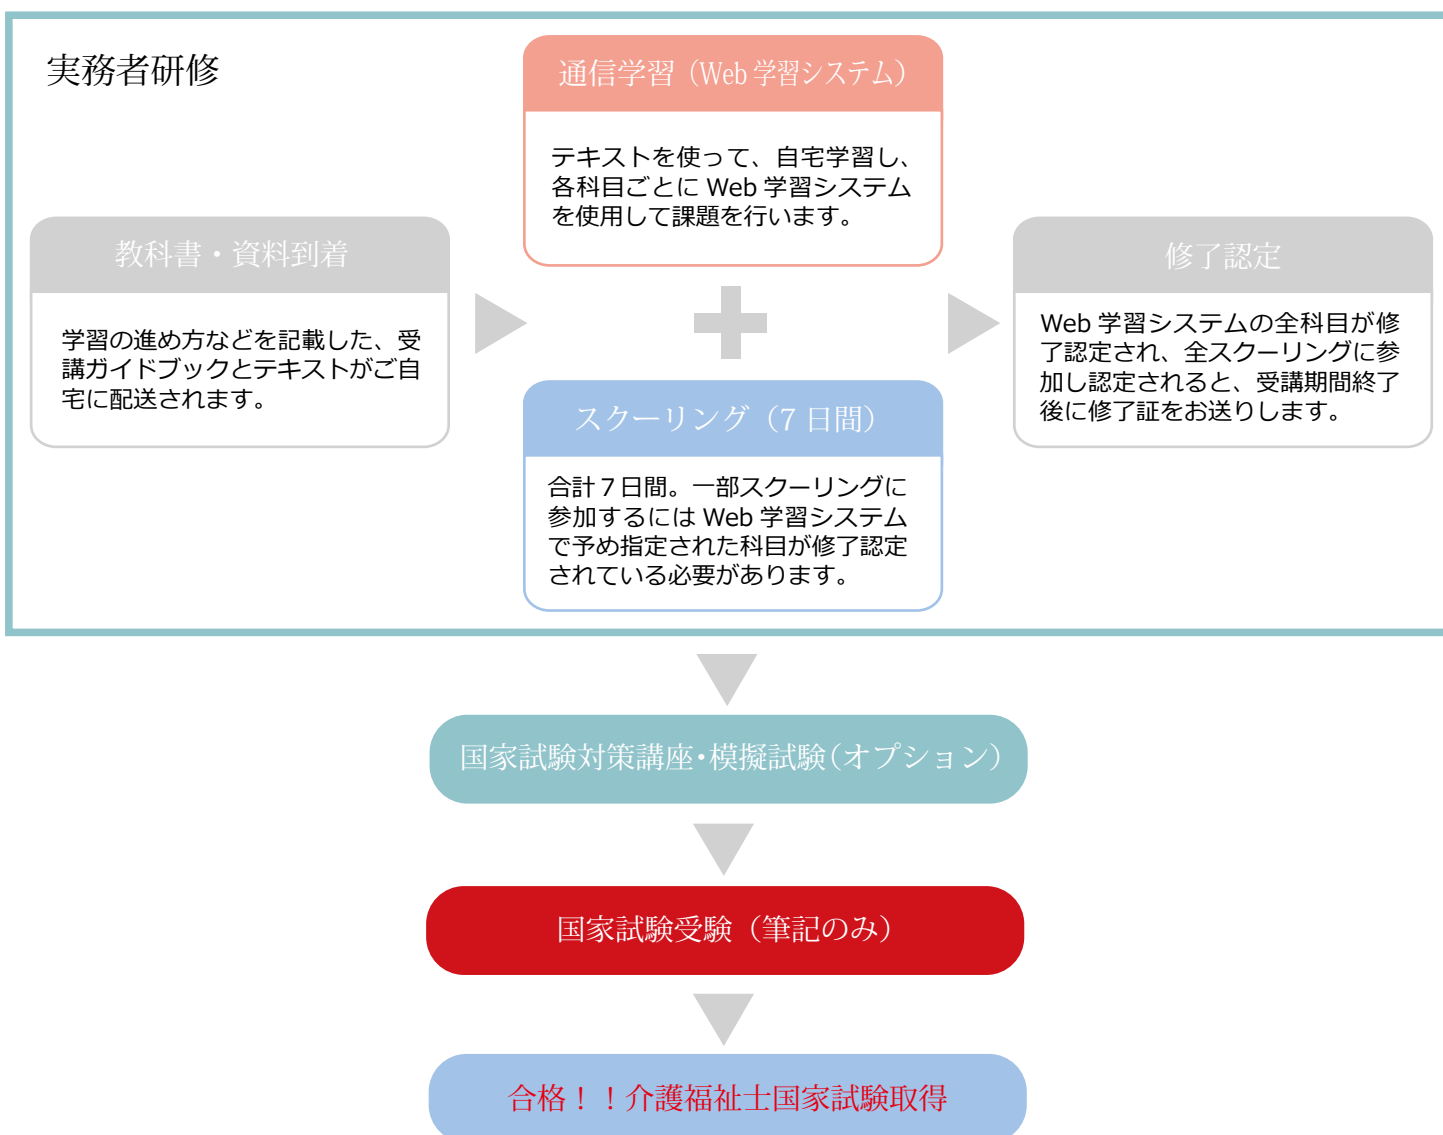 実務者研修
教科書・資料到着
学習の進め方などを記載した、受
講ガイドブックとテキストがご自
宅に配送されます。
通信学習（Web 学習システム）
テキストを使って、自宅学習し、
各科目ごとに Web 学習システム
を使用して課題を行います。
スクーリング（7 日間）
合計 7 日間。一部スクーリングに
参加するには Web 学習システム
で予め指定された科目が修了認定
されている必要があります。
修了認定
Web 学習システムの全科目が修
了認定され、全スクーリングに参
加し認定されると、受講期間終了
後に修了証をお送りします。
国家試験対策講座・模擬試験（オプション）
国家試験受験（筆記のみ）
合格！！介護福祉士国家試験取得